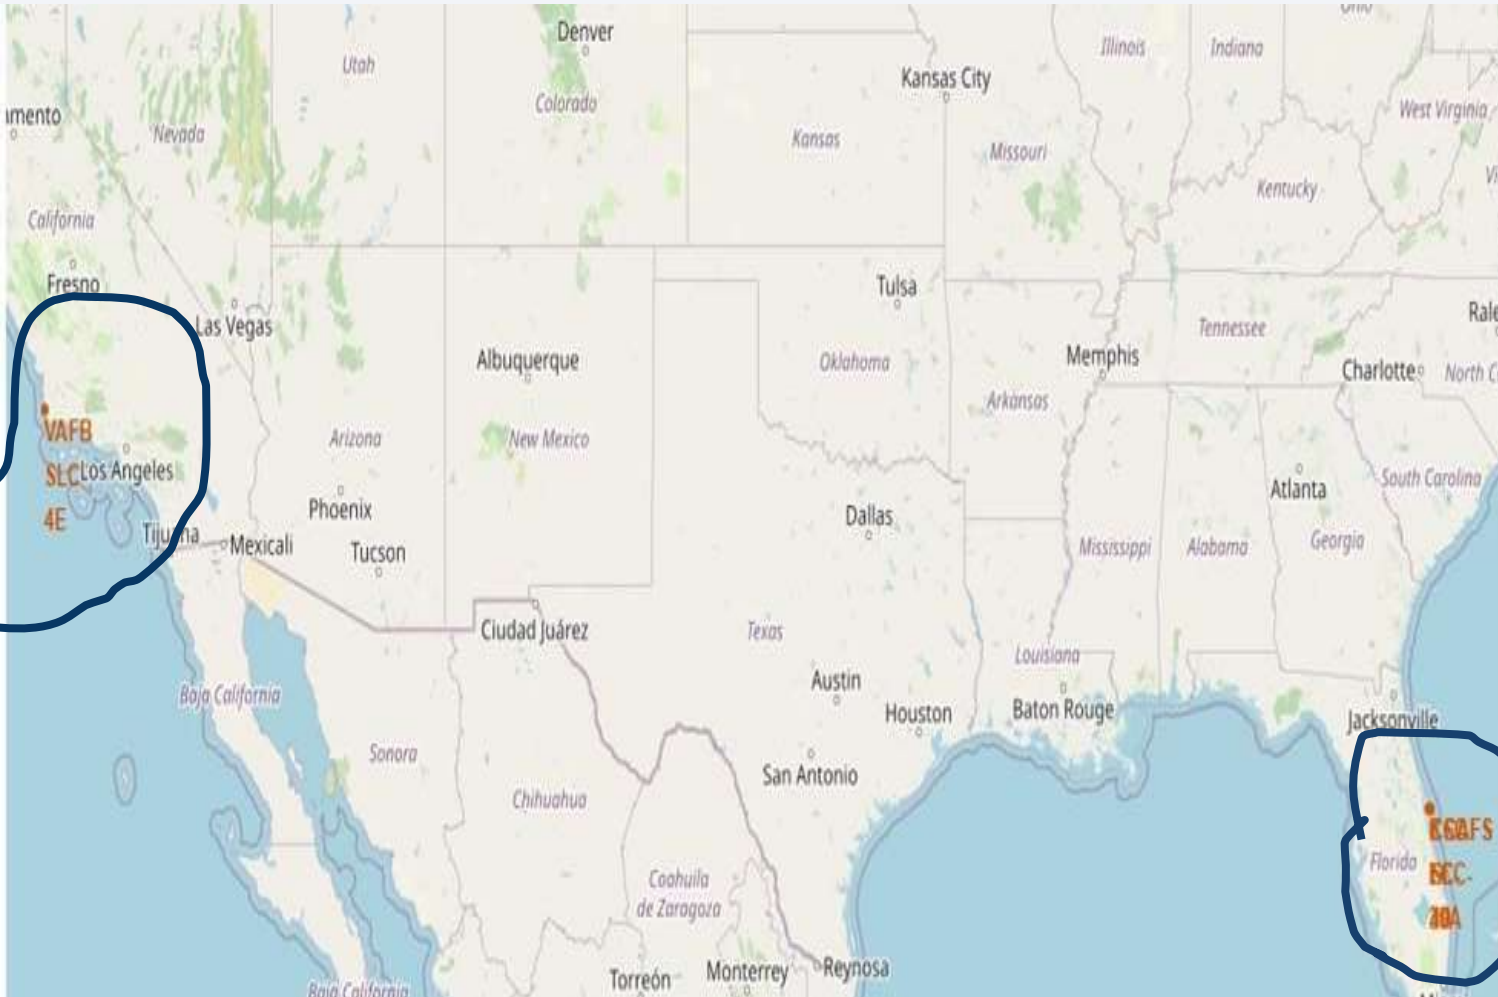 Denver
Utah
Illinois
Indiana
Kansas City
Colorado
West Virginia
Nevada
Kansas
Missouri
Kentucky
California
Fresno
Tulsa
Las Vegas
Tennessee
Albuquerque
Oklahoma
Memphis
Charlotte
VAFB
SLC
4E
Los Angeles
Arizona
New Mexico
Arkansas
South Carolina
Phoenix
Dallas
Atlanta
Tijuana
Mexicali
Tucson
Mississippi
Alabama
Georgia
Ciudad Juárez
Texas
Louisiana
Baja California
Austin
Houston
Baton Rouge
Jacksonville
Sonora
San Antonio
Chihuahua
Florida
Coahuila
de Zaragoza
Torreón
Monterrey
Reynosa
Baja California